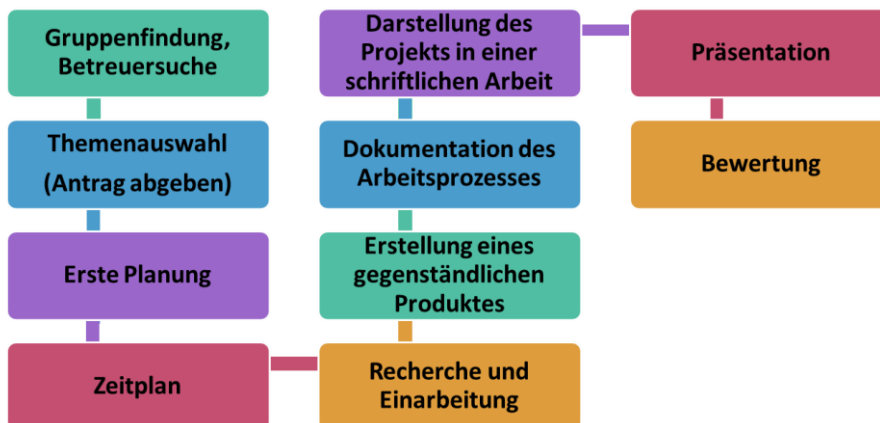 Gruppenfindung,
Betreuersuche
Themenauswahl
(Antrag abgeben)
Erste Planung
Zeitplan
Recherche und
Einarbeitung
Erstellung eines
gegenständlichen
Produktes
Dokumentation des
Arbeitsprozesses
Darstellung des
Projekts in einer
schriftlichen Arbeit
Präsentation
Bewertung